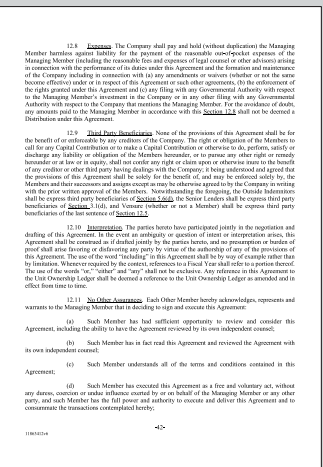 12.8 Expenses. The Company shall pay and hold (without duplication) the Managing
Member harmless against liability for the payment of the reasonable out-of-pocket expenses of the
Managing Member (including the reasonable fees and expenses of legal counsel or other advisors) arising
in connection with the performance of its duties under this Agreement and the formation and maintenance
of the Company including in connection with (a) any amendments or waivers (whether or not the same
become effective) under or in respect of this Agreement or such other agreements, (b) the enforcement of
the rights granted under this Agreement and (c) any filing with any Governmental Authority with respect
to the Managing Member's investment in the Company or in any other filing with any Governmental
Authority with respect to the Company that mentions the Managing Member. For the avoidance of doubt,
any amounts paid to the Managing Member in accordance with this Section 12.8 shall not be deemed a
Distribution under this Agreement.
12.9 Third Party Beneficiaries. None of the provisions of this Agreement shall be for
the benefit of or enforceable by any creditors of the Company. The right or obligation of the Members to
call for any Capital Contribution or to make a Capital Contribution or otherwise to do, perform, satisfy or
discharge any liability or obligation of the Members hereunder, or to pursue any other right or remedy
hereunder or at law or in equity, shall not confer any right or claim upon or otherwise inure to the benefit
of any creditor or other third party having dealings with the Company; it being understood and agreed that
the provisions of this Agreement shall be solely for the benefit of, and may be enforced solely by, the
Members and their successors and assigns except as may be otherwise agreed to by the Company in writing
with the prior written approval of the Members. Notwithstanding the foregoing, the Outside Indemnitors
shall be express third party beneficiaries of Section 5.6(d), the Senior Lenders shall be express third party
beneficiaries of Section 3.1(d), and Vensure (whether or not a Member) shall be express third party
beneficiaries of the last sentence of Section 12.5.
12.10 Interpretation. The parties hereto have participated jointly in the negotiation and
drafting of this Agreement. In the event an ambiguity or question of intent or interpretation arises, this
Agreement shall be construed as if drafted jointly by the parties hereto, and no presumption or burden of
proof shall arise favoring or disfavoring any party by virtue of the authorship of any of the provisions of
this Agreement. The use of "including" in this Agreement shall be by way of example rather than
by limitation. Whenever required by the context, references to a Fiscal Year shall refer to a portion thereof.
The use of the words "or," "either" and "any" shall not be exclusive. Any reference in this Agreement to
the Unit Ownership Ledger shall be deemed a reference to the Unit Ownership Ledger as amended and in
effect from time to time.
12.11 No Other Assurances. Each Other Member hereby acknowledges, represents and
warrants to the Managing Member that in deciding to sign and execute this Agreement:
(a) Such Member has had sufficient opportunity to review and consider this
Agreement, including the ability to have the Agreement reviewed by its own independent counsel;
(b) Such Member has in fact read this Agreement and reviewed the Agreement with
its own independent counsel;
(c) Such Member understands all of the terms and conditions contained in this
Agreement;
(d) Such Member has executed this Agreement as a free and voluntary act, without
any duress, coercion or undue influence exerted by or on behalf of the Managing Member or any other
party, and such Member has the full power and authority to execute and deliver this Agreement and to
consummate the transactions contemplated hereby;
-42-